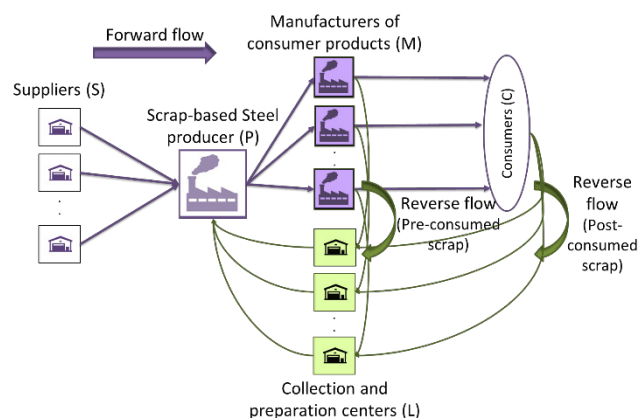 Forward flow
Manufacturers of
consumer products (M)
Suppliers (S)
Scrap-based Steel
producer (P)
Consumers (C)
Reverse flow
(Pre-consumed
scrap)
Reverse
flow
(Post-
consumed
scrap)
Collection and
preparation centers (L)